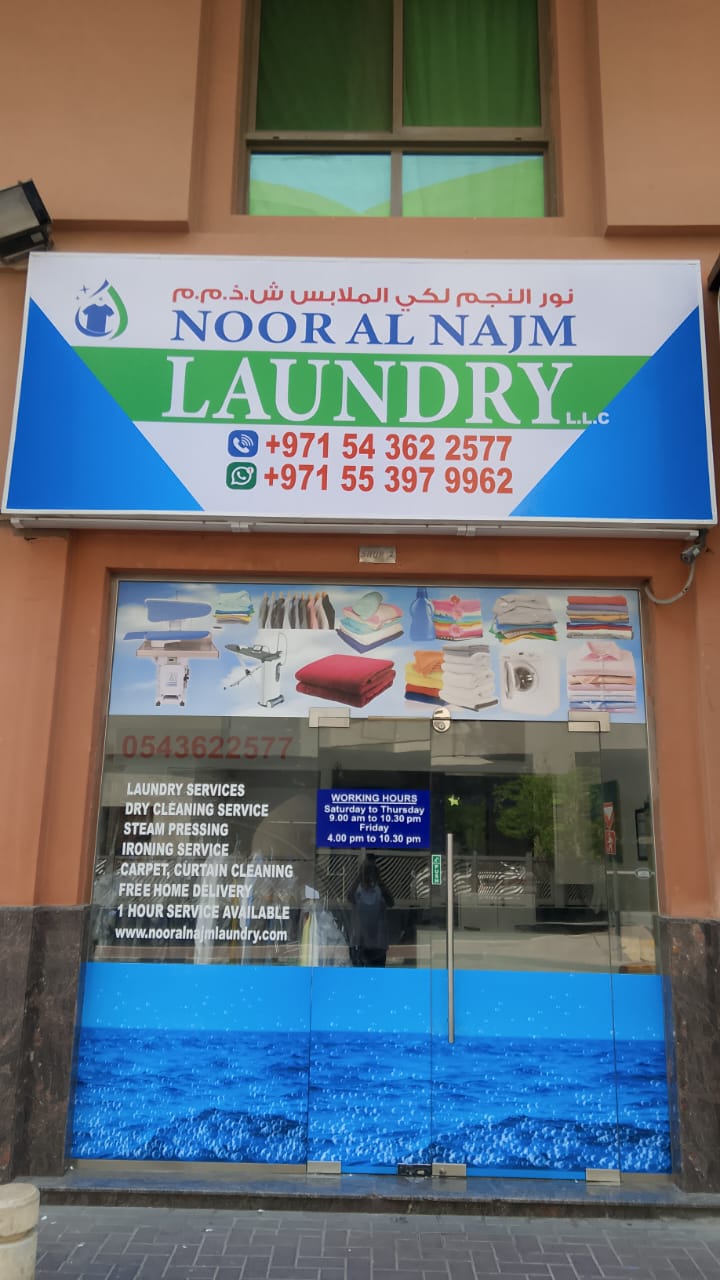 نور النجم لكي الملابس ش.ذ.م.م
NOOR AL NAJM
LAUNDRY L.L.C
+971 54 362 2577
+971 55 397 9962
SHOP 2
0543622577
LAUNDRY SERVICES
DRY CLEANING SERVICE
STEAM PRESSING
IRONING SERVICE
CARPET, CURTAIN CLEANING
FREE HOME DELIVERY
1 HOUR SERVICE AVAILABLE
www.nooralnajmlaundry.com
WORKING HOURS
Saturday to Thursday
9.00 am to 10.30 pm
Friday
4.00 pm to 10.30 pm
PUSH